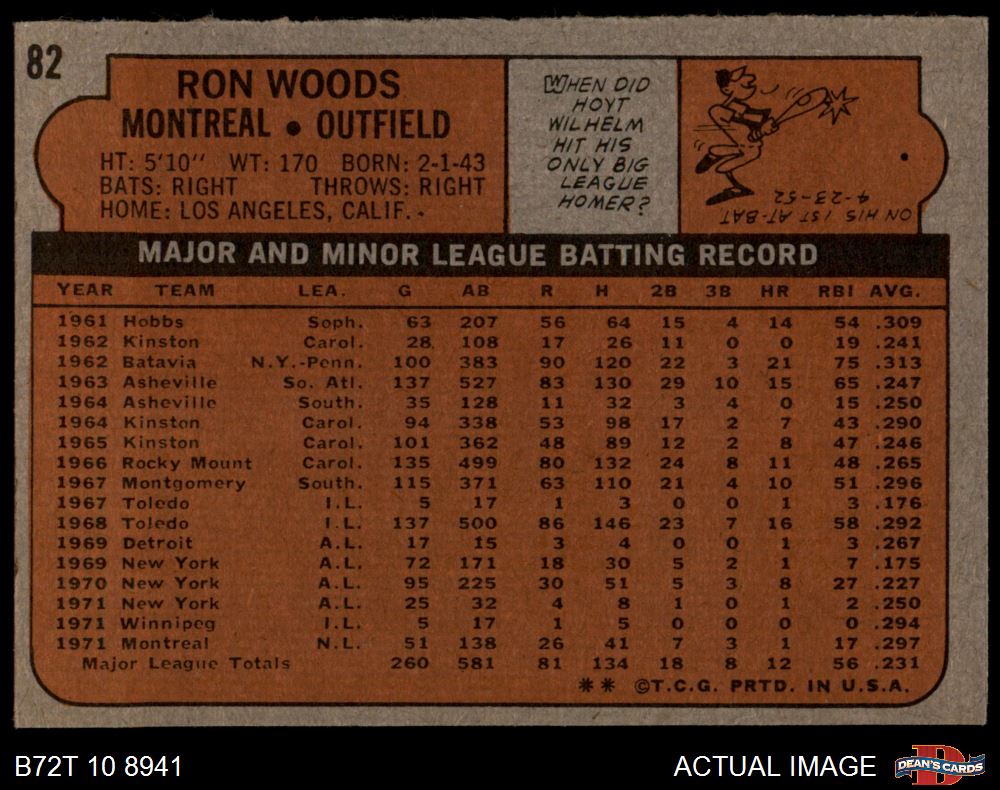 82
RON WOODS
MONTREAL • OUTFIELD
HT: 5'10" WT: 170 BORN: 2-1-43
BATS: RIGHT THROWS: RIGHT
HOME: LOS ANGELES, CALIF.
WHEN DID
HOYT
WILHELM
HIT HIS
ONLY BIG
LEAGUE
HOMER?
ON HIS 1ST AT-BAT
4-23-52
MAJOR AND MINOR LEAGUE BATTING RECORD
YEAR TEAM LEA. G AB R H 2B 3B HR RBI AVG.
1961 Hobbs Soph. 63 207 56 64 15 4 14 54 .309
1962 Kinston Carol. 28 108 17 26 11 0 0 19 .241
1962 Batavia N.Y.-Penn. 100 383 90 120 22 3 21 75 .313
1963 Asheville So. Atl. 137 527 83 130 29 10 15 65 .247
1964 Asheville South. 35 128 11 32 3 4 0 15 .250
1964 Kinston Carol. 94 338 53 98 17 2 7 43 .290
1965 Kinston Carol. 101 362 48 89 12 2 8 47 .246
1966 Rocky Mount Carol. 135 499 80 132 24 8 11 48 .265
1967 Montgomery South. 115 371 63 110 21 4 10 51 .296
1967 Toledo I.L. 5 17 1 3 0 0 1 3 .176
1968 Toledo I.L. 137 500 86 146 23 7 16 58 .292
1969 Detroit A.L. 17 15 3 4 0 0 1 3 .267
1969 New York A.L. 72 171 18 30 5 2 1 7 .175
1970 New York A.L. 95 225 30 51 5 3 8 27 .227
1971 New York A.L. 25 32 4 8 1 0 1 2 .250
1971 Winnipeg I.L. 5 17 1 5 0 0 0 0 .294
1971 Montreal N.L. 51 138 26 41 7 3 1 17 .297
Major League Totals 260 581 81 134 18 8 12 56 .231
** ©T.C.G. PRTD. IN U.S.A.
B72T 10 8941
ACTUAL IMAGE
DEAN'S CARDS